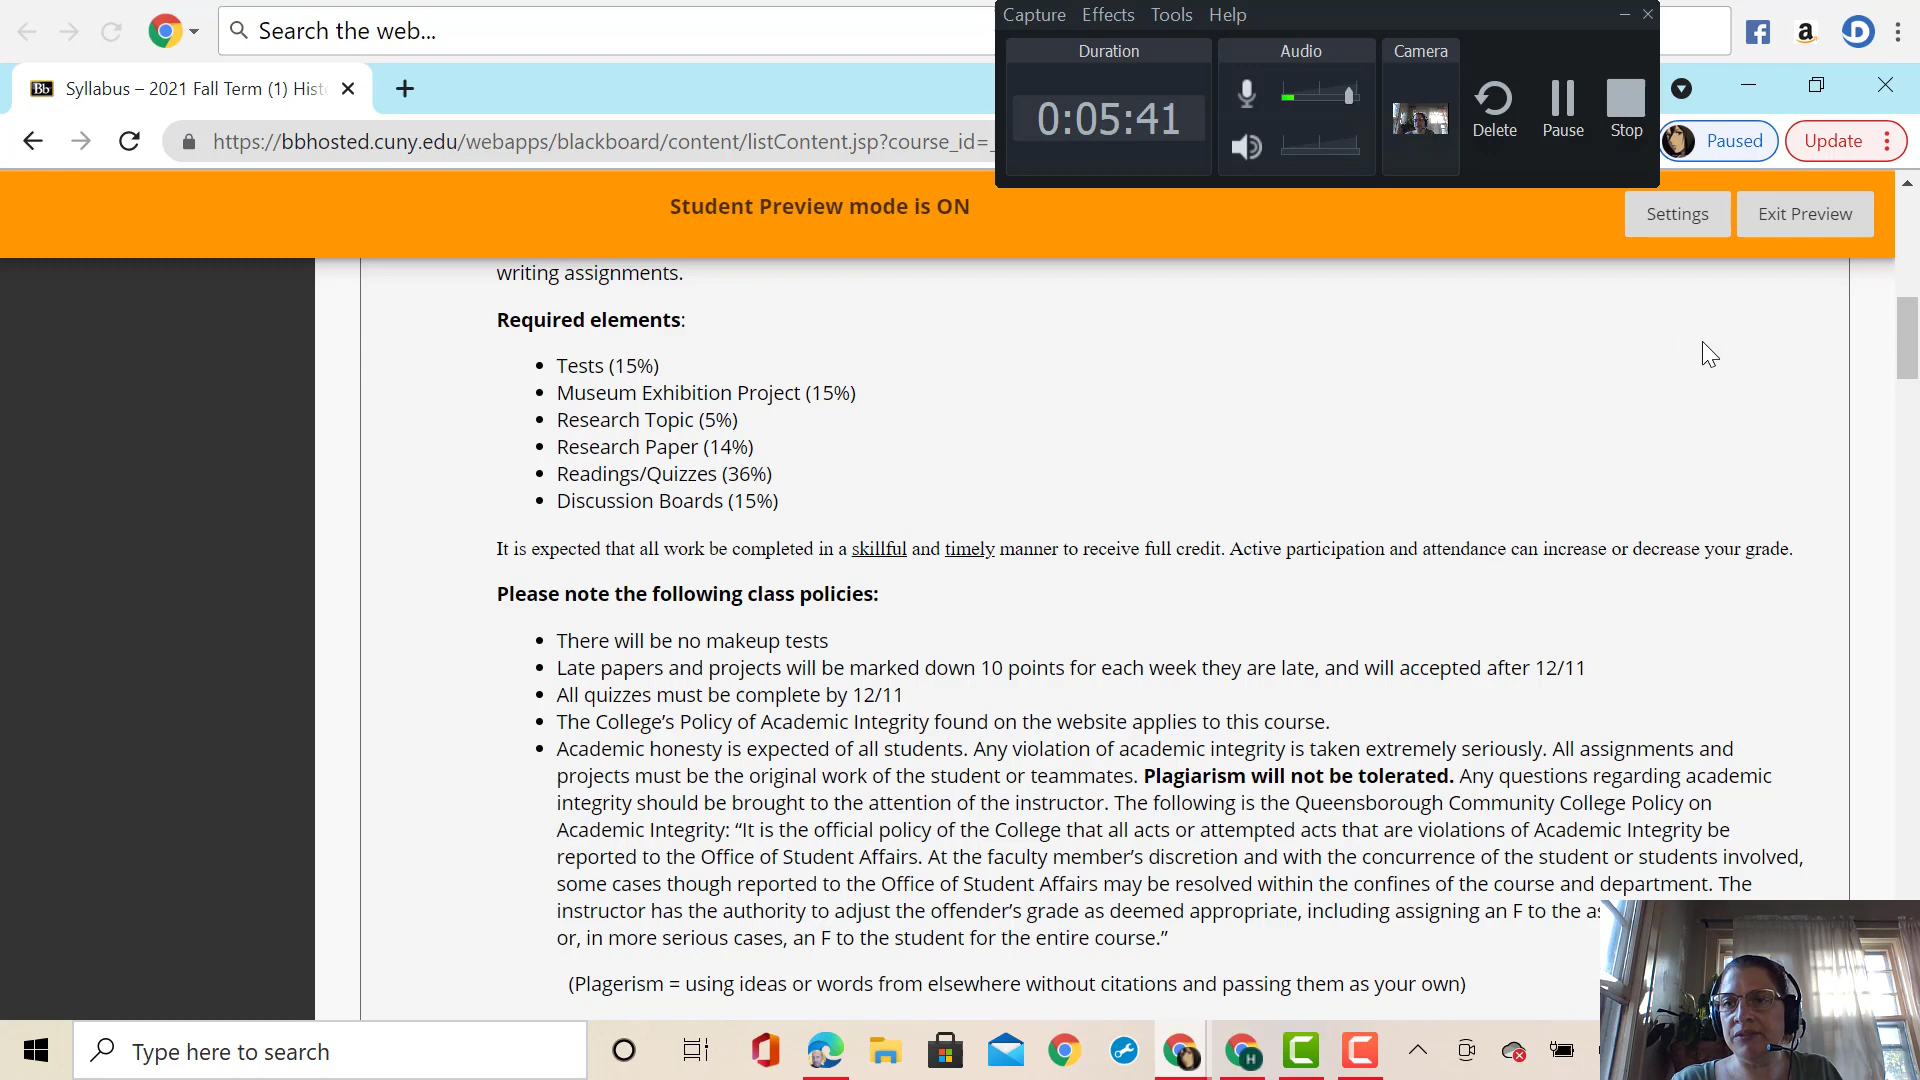 Search the web...
Capture Effects Tools Help
Duration
Audio
Camera
0:05:41
Delete
Pause
Stop
Syllabus – 2021 Fall Term (1) Hist
https://bbhosted.cuny.edu/webapps/blackboard/content/listContent.jsp?course_id=_
Paused
Update
Student Preview mode is ON
Settings
Exit Preview
writing assignments.
Required elements:
Tests (15%)
Museum Exhibition Project (15%)
Research Topic (5%)
Research Paper (14%)
Readings/Quizzes (36%)
Discussion Boards (15%)
It is expected that all work be completed in a skillful and timely manner to receive full credit. Active participation and attendance can increase or decrease your grade.
Please note the following class policies:
There will be no makeup tests
Late papers and projects will be marked down 10 points for each week they are late, and will accepted after 12/11
All quizzes must be complete by 12/11
The College's Policy of Academic Integrity found on the website applies to this course.
Academic honesty is expected of all students. Any violation of academic integrity is taken extremely seriously. All assignments and
projects must be the original work of the student or teammates. Plagiarism will not be tolerated. Any questions regarding academic
integrity should be brought to the attention of the instructor. The following is the Queensborough Community College Policy on
Academic Integrity: “It is the official policy of the College that all acts or attempted acts that are violations of Academic Integrity be
reported to the Office of Student Affairs. At the faculty member’s discretion and with the concurrence of the student or students involved,
some cases though reported to the Office of Student Affairs may be resolved within the confines of the course and department. The
instructor has the authority to adjust the offender’s grade as deemed appropriate, including assigning an F to the as
or, in more serious cases, an F to the student for the entire course.”
(Plagerism = using ideas or words from elsewhere without citations and passing them as your own)
Type here to search